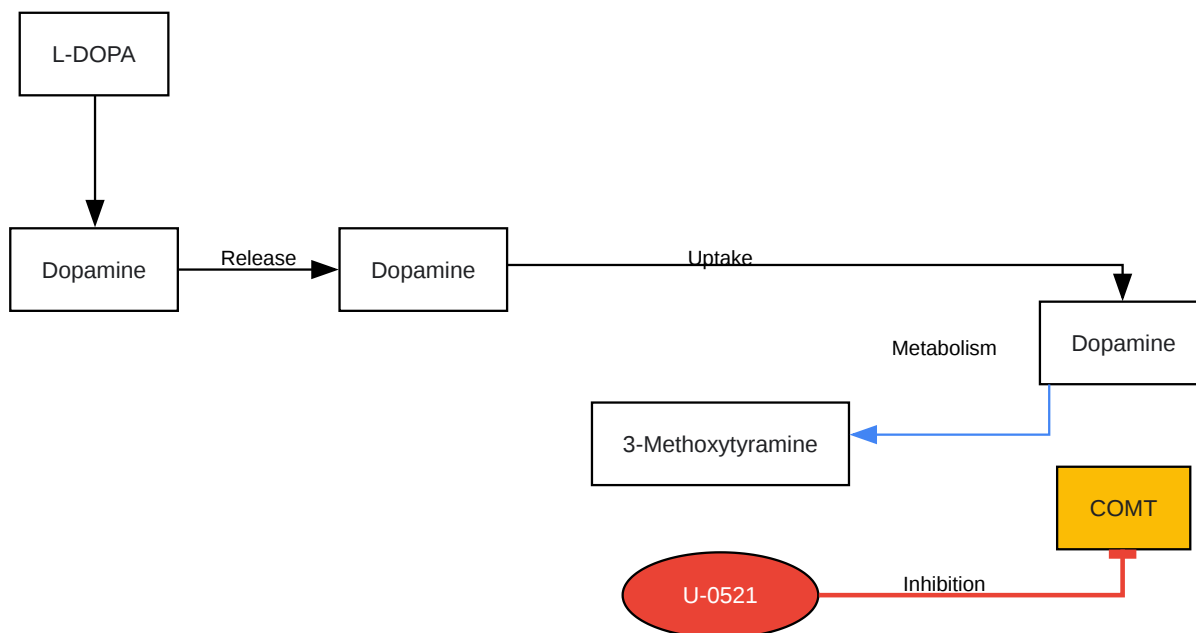 L-DOPA
Dopamine
Release
Dopamine
Uptake
Dopamine
Metabolism
3-Methoxytyramine
COMT
U-0521
Inhibition